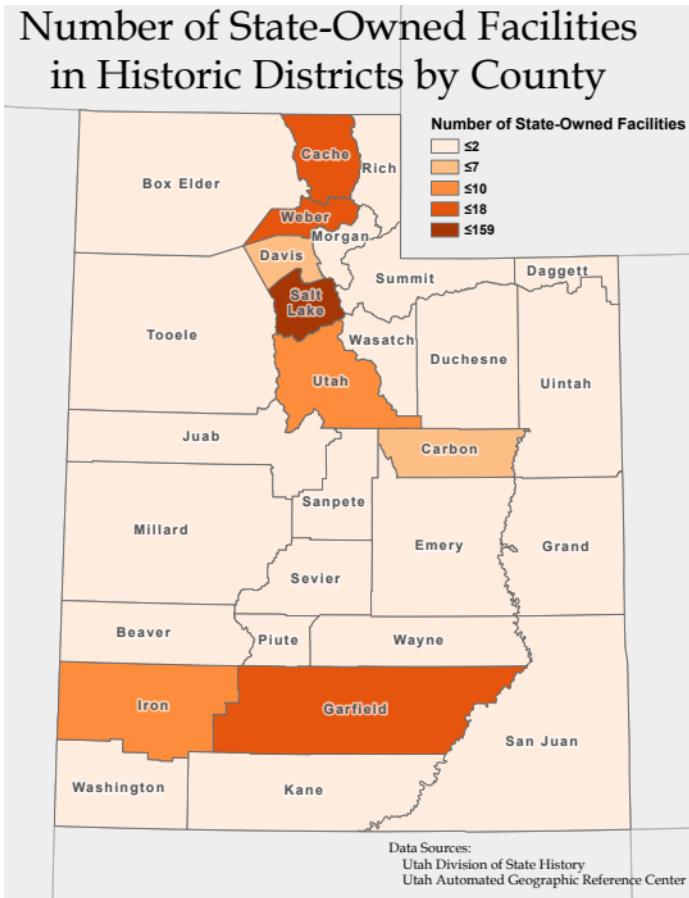 Number of State-Owned Facilities
in Historic Districts by County
Number of State-Owned Facilities
≤2
≤7
≤10
≤18
≤159
Cache
Rich
Box Elder
Weber
Morgan
Davis
Summit
Daggett
Salt
Lake
Tooele
Wasatch
Duchesne
Uintah
Utah
Juab
Carbon
Sanpete
Millard
Emery
Grand
Sevier
Beaver
Piute
Wayne
Iron
Garfield
San Juan
Washington
Kane
Data Sources:
Utah Division of State History
Utah Automated Geographic Reference Center